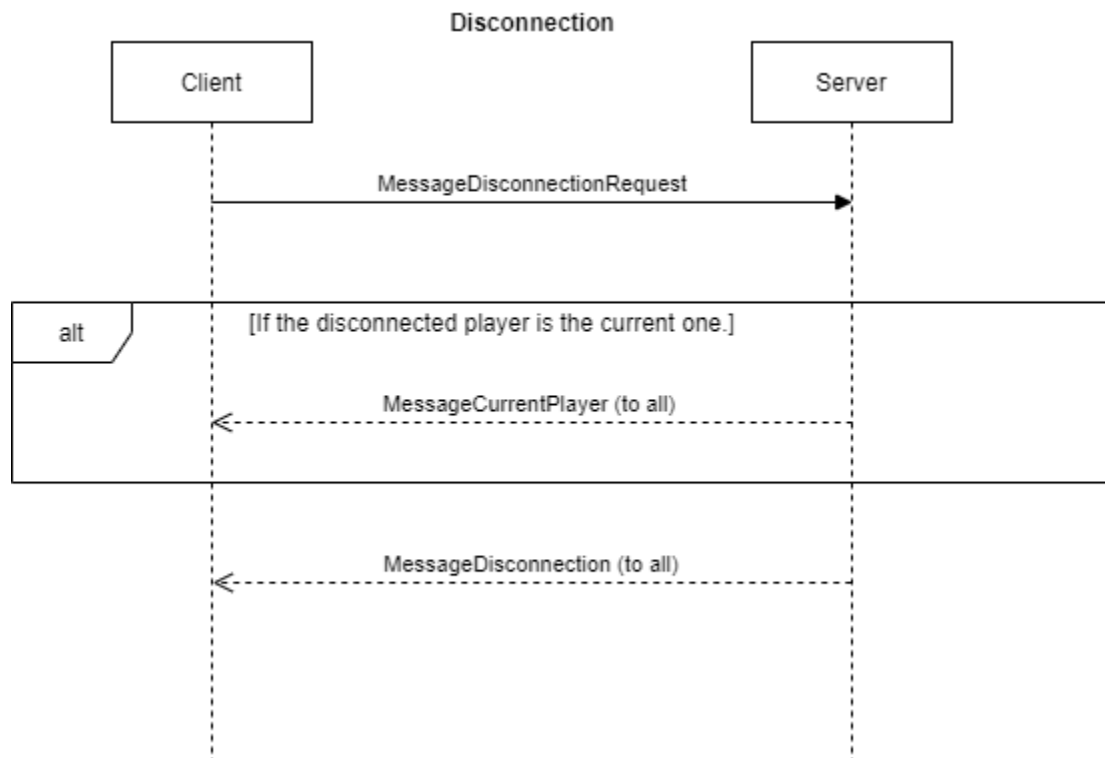 Disconnection
Client
Server
MessageDisconnectionRequest
alt
[If the disconnected player is the current one.]
MessageCurrentPlayer (to all)
MessageDisconnection (to all)